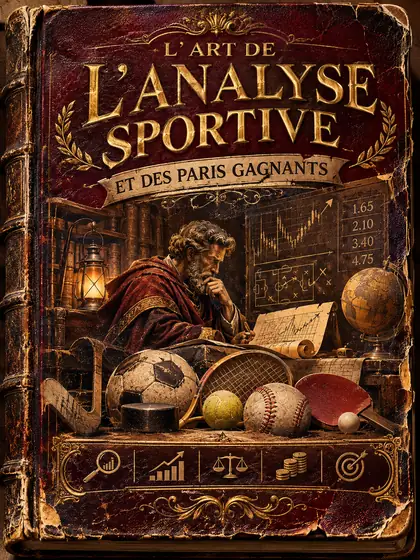 L'ART DE
L'ANALYSE
SPORTIVE
ET DES PARIS GAGNANTS
1.65
2.10
3.40
4.75